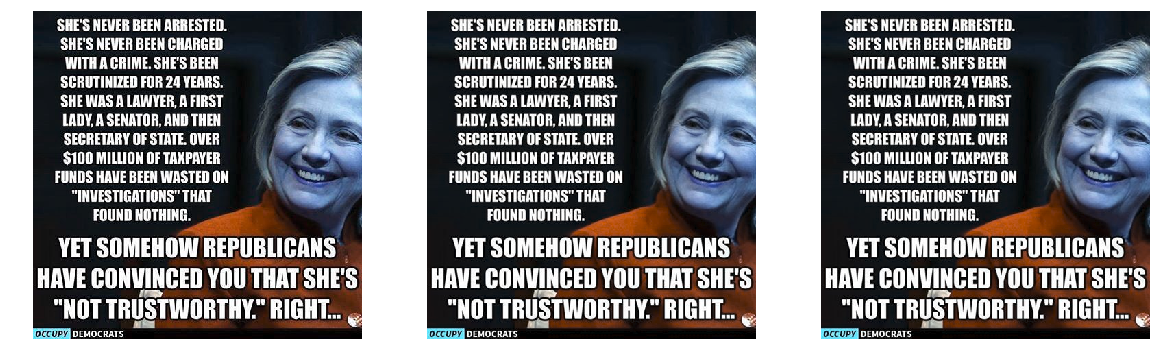 SHE'S NEVER BEEN ARRESTED.
SHE'S NEVER BEEN CHARGED
WITH A CRIME. SHE'S BEEN
SCRUTINIZED FOR 24 YEARS.
SHE WAS A LAWYER, A FIRST
LADY, A SENATOR, AND THEN
SECRETARY OF STATE. OVER
$100 MILLION OF TAXPAYER
FUNDS HAVE BEEN WASTED ON
"INVESTIGATIONS" THAT
FOUND NOTHING.
YET SOMEHOW REPUBLICANS
HAVE CONVINCED YOU THAT SHE'S
"NOT TRUSTWORTHY." RIGHT...
OCCUPY DEMOCRATS
SHE'S NEVER BEEN ARRESTED.
SHE'S NEVER BEEN CHARGED
WITH A CRIME. SHE'S BEEN
SCRUTINIZED FOR 24 YEARS.
SHE WAS A LAWYER, A FIRST
LADY, A SENATOR, AND THEN
SECRETARY OF STATE. OVER
$100 MILLION OF TAXPAYER
FUNDS HAVE BEEN WASTED ON
"INVESTIGATIONS" THAT
FOUND NOTHING.
YET SOMEHOW REPUBLICANS
HAVE CONVINCED YOU THAT SHE'S
"NOT TRUSTWORTHY." RIGHT...
OCCUPY DEMOCRATS
SHE'S NEVER BEEN ARRESTED.
SHE'S NEVER BEEN CHARGED
WITH A CRIME. SHE'S BEEN
SCRUTINIZED FOR 24 YEARS.
SHE WAS A LAWYER, A FIRST
LADY, A SENATOR, AND THEN
SECRETARY OF STATE. OVER
$100 MILLION OF TAXPAYER
FUNDS HAVE BEEN WASTED ON
"INVESTIGATIONS" THAT
FOUND NOTHING.
YET SOMEHOW REPUBLICANS
HAVE CONVINCED YOU THAT SHE'S
"NOT TRUSTWORTHY." RIGHT...
OCCUPY DEMOCRATS